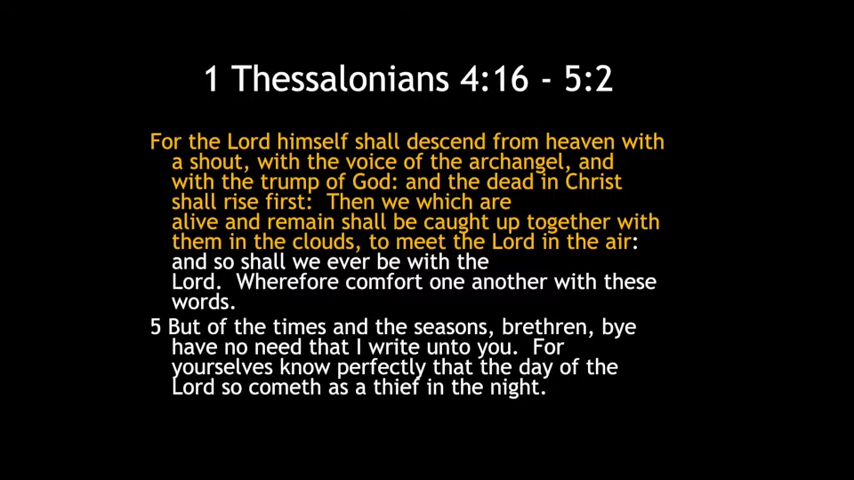 1 Thessalonians 4:16 - 5:2
For the Lord himself shall descend from heaven with
a shout, with the voice of the archangel, and
with the trump of God: and the dead in Christ
shall rise first:  Then we which are
alive and remain shall be caught up together with
them in the clouds, to meet the Lord in the air:
and so shall we ever be with the
Lord.  Wherefore comfort one another with these
words.
5 But of the times and the seasons, brethren, bye
have no need that I write unto you.  For
yourselves know perfectly that the day of the
Lord so cometh as a thief in the night.